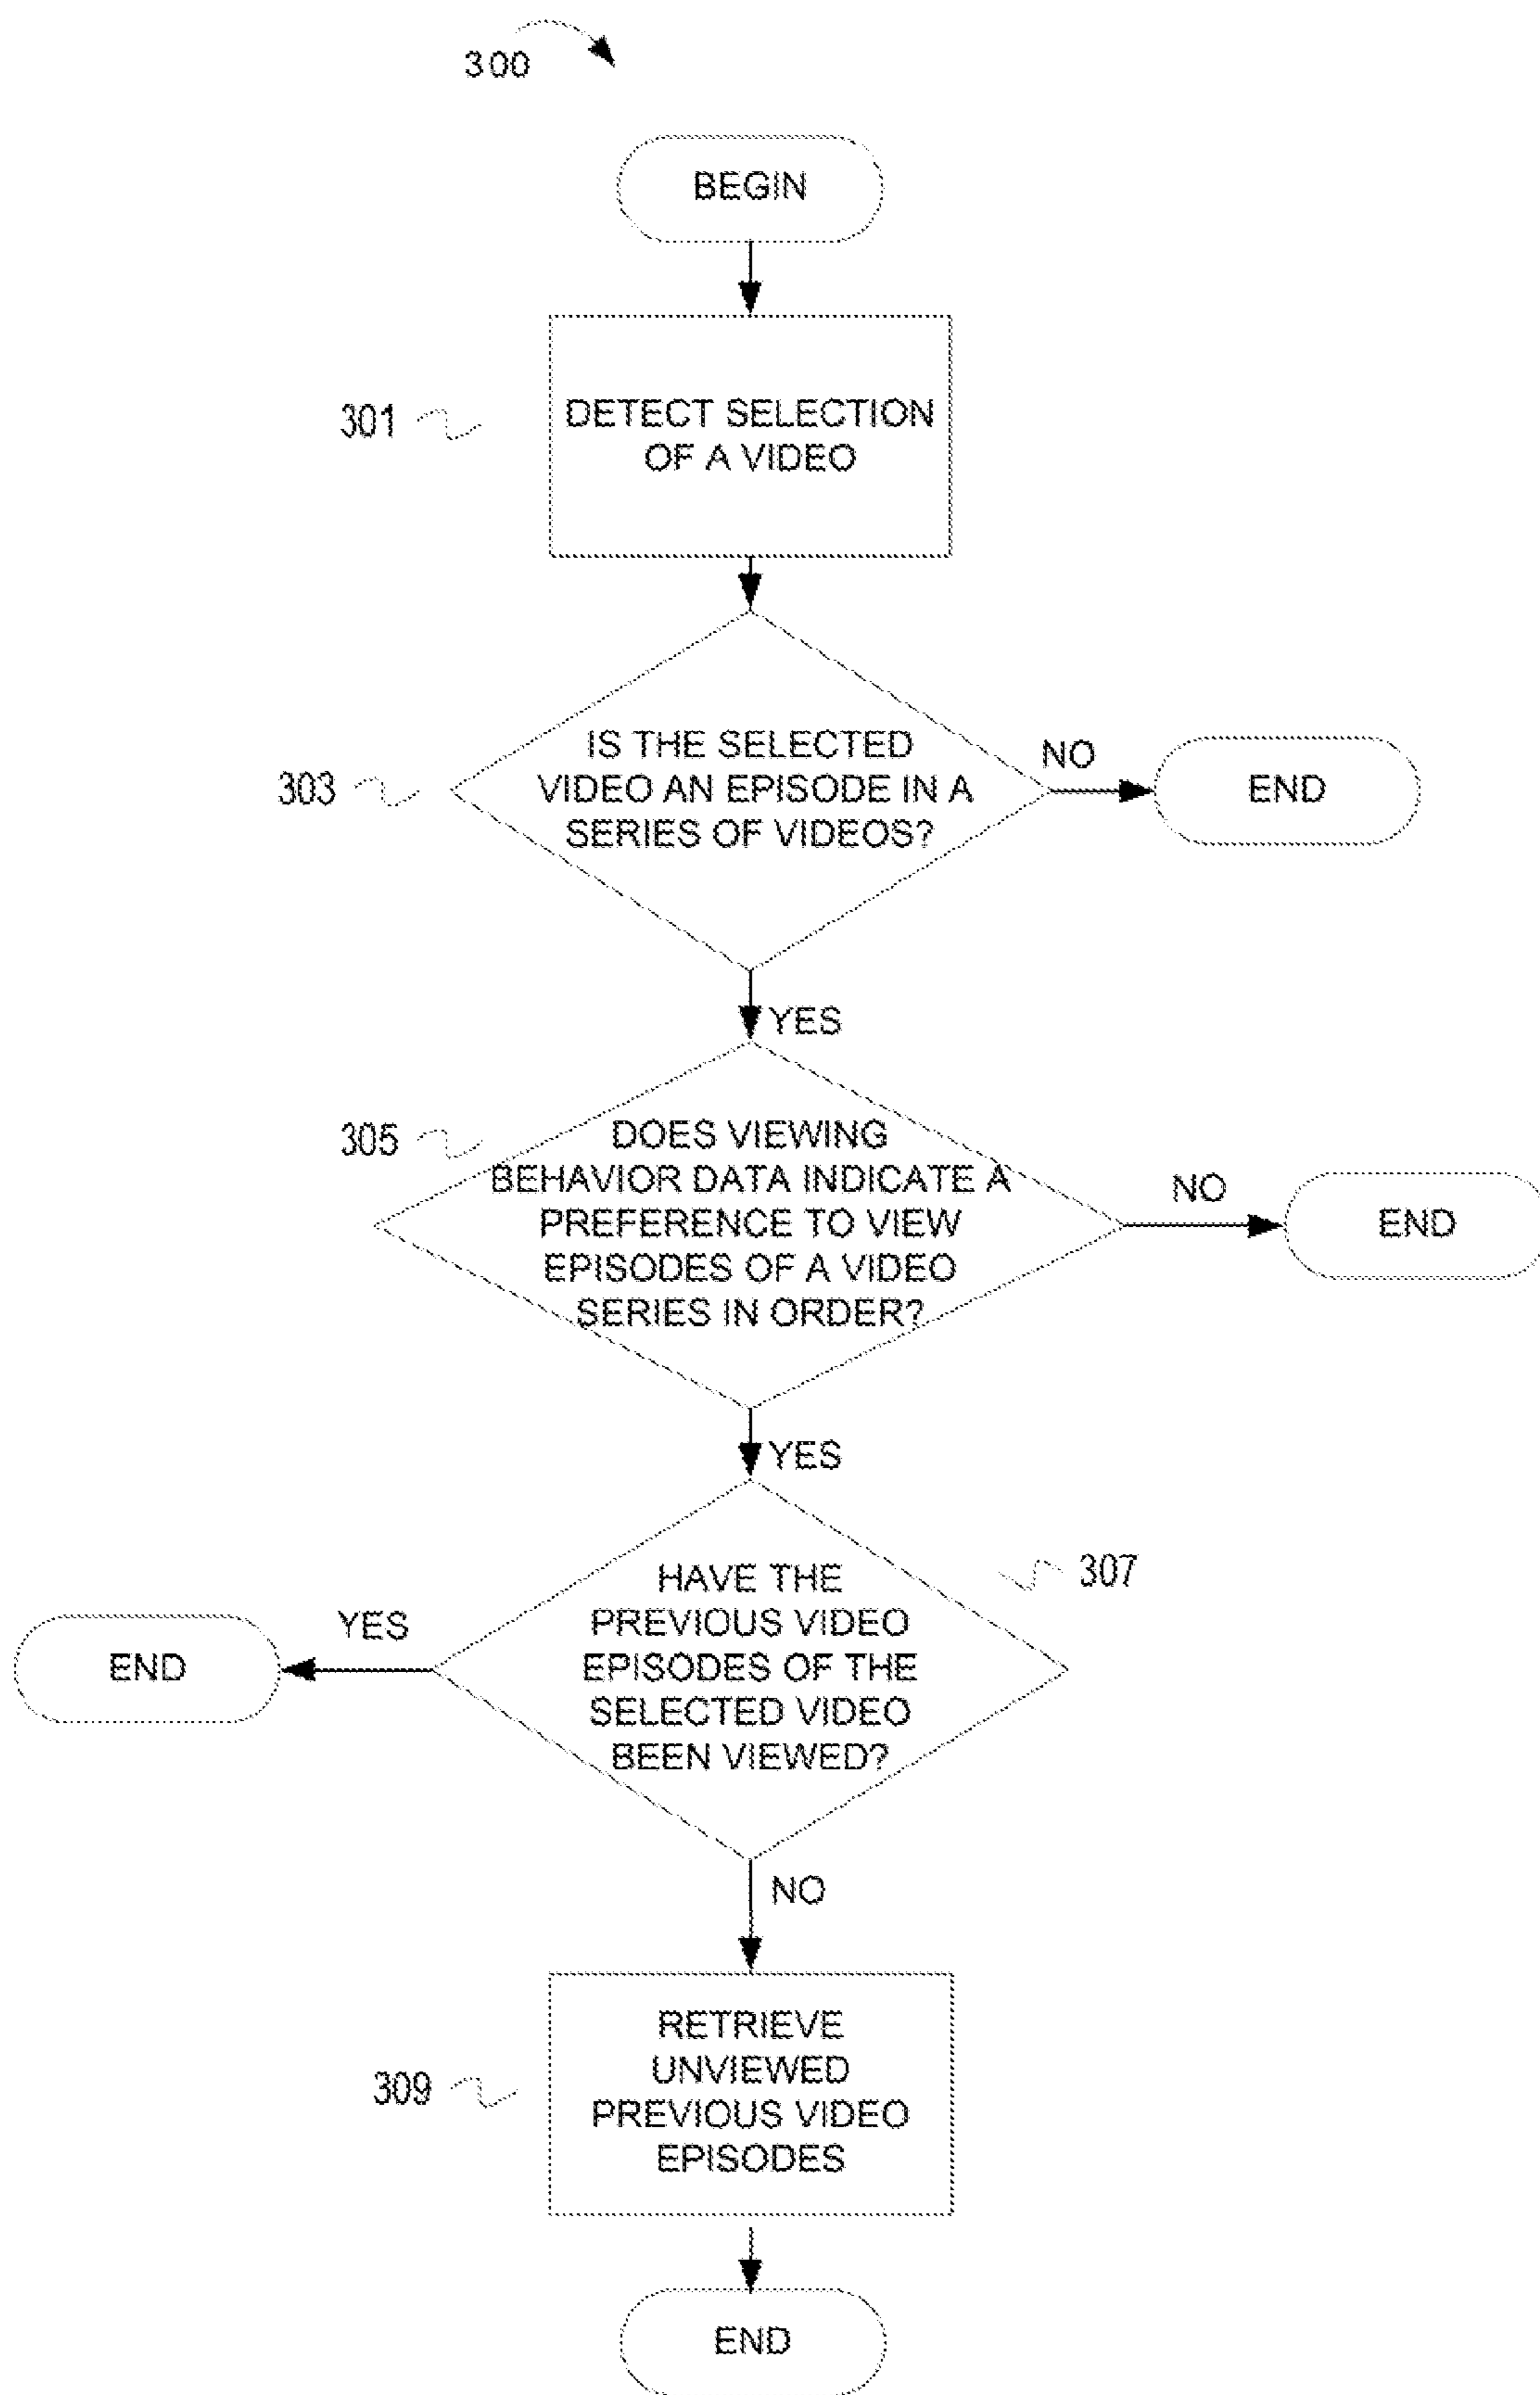 300
BEGIN
301
DETECT SELECTION
OF A VIDEO
303
IS THE SELECTED
VIDEO AN EPISODE IN A
SERIES OF VIDEOS?
NO
END
YES
305
DOES VIEWING
BEHAVIOR DATA INDICATE A
PREFERENCE TO VIEW
EPISODES OF A VIDEO
SERIES IN ORDER?
NO
END
YES
307
HAVE THE
PREVIOUS VIDEO
EPISODES OF THE
SELECTED VIDEO
BEEN VIEWED?
YES
END
NO
309
RETRIEVE
UNVIEWED
PREVIOUS VIDEO
EPISODES
END